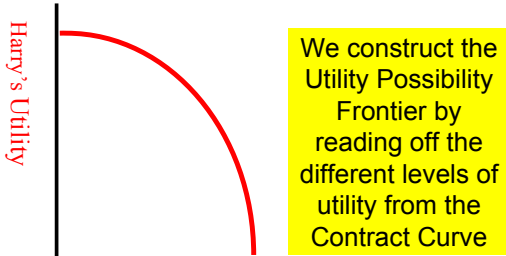 Harry's Utility
We construct the
Utility Possibility
Frontier by
reading off the
different levels of
utility from the
Contract Curve